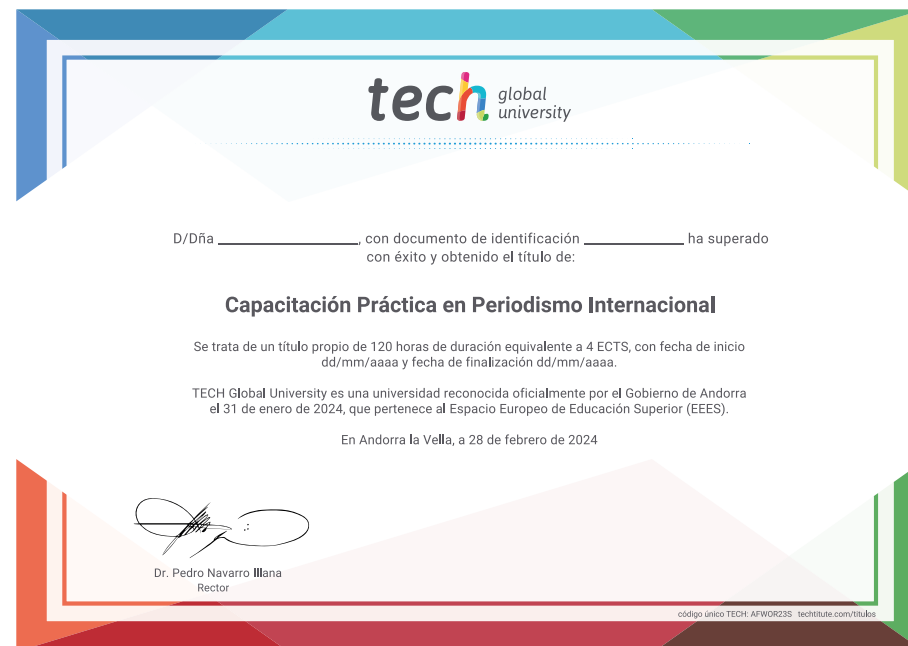 tech global university
D/Dña ____________________, con documento de identificación ______________ ha superado
con éxito y obtenido el título de:
Capacitación Práctica en Periodismo Internacional
Se trata de un título propio de 120 horas de duración equivalente a 4 ECTS, con fecha de inicio
dd/mm/aaaa y fecha de finalización dd/mm/aaaa.
TECH Global University es una universidad reconocida oficialmente por el Gobierno de Andorra
el 31 de enero de 2024, que pertenece al Espacio Europeo de Educación Superior (EEES).
En Andorra la Vella, a 28 de febrero de 2024
Dr. Pedro Navarro Illana
Rector
código único TECH: AFWOR23S techtitute.com/titulos